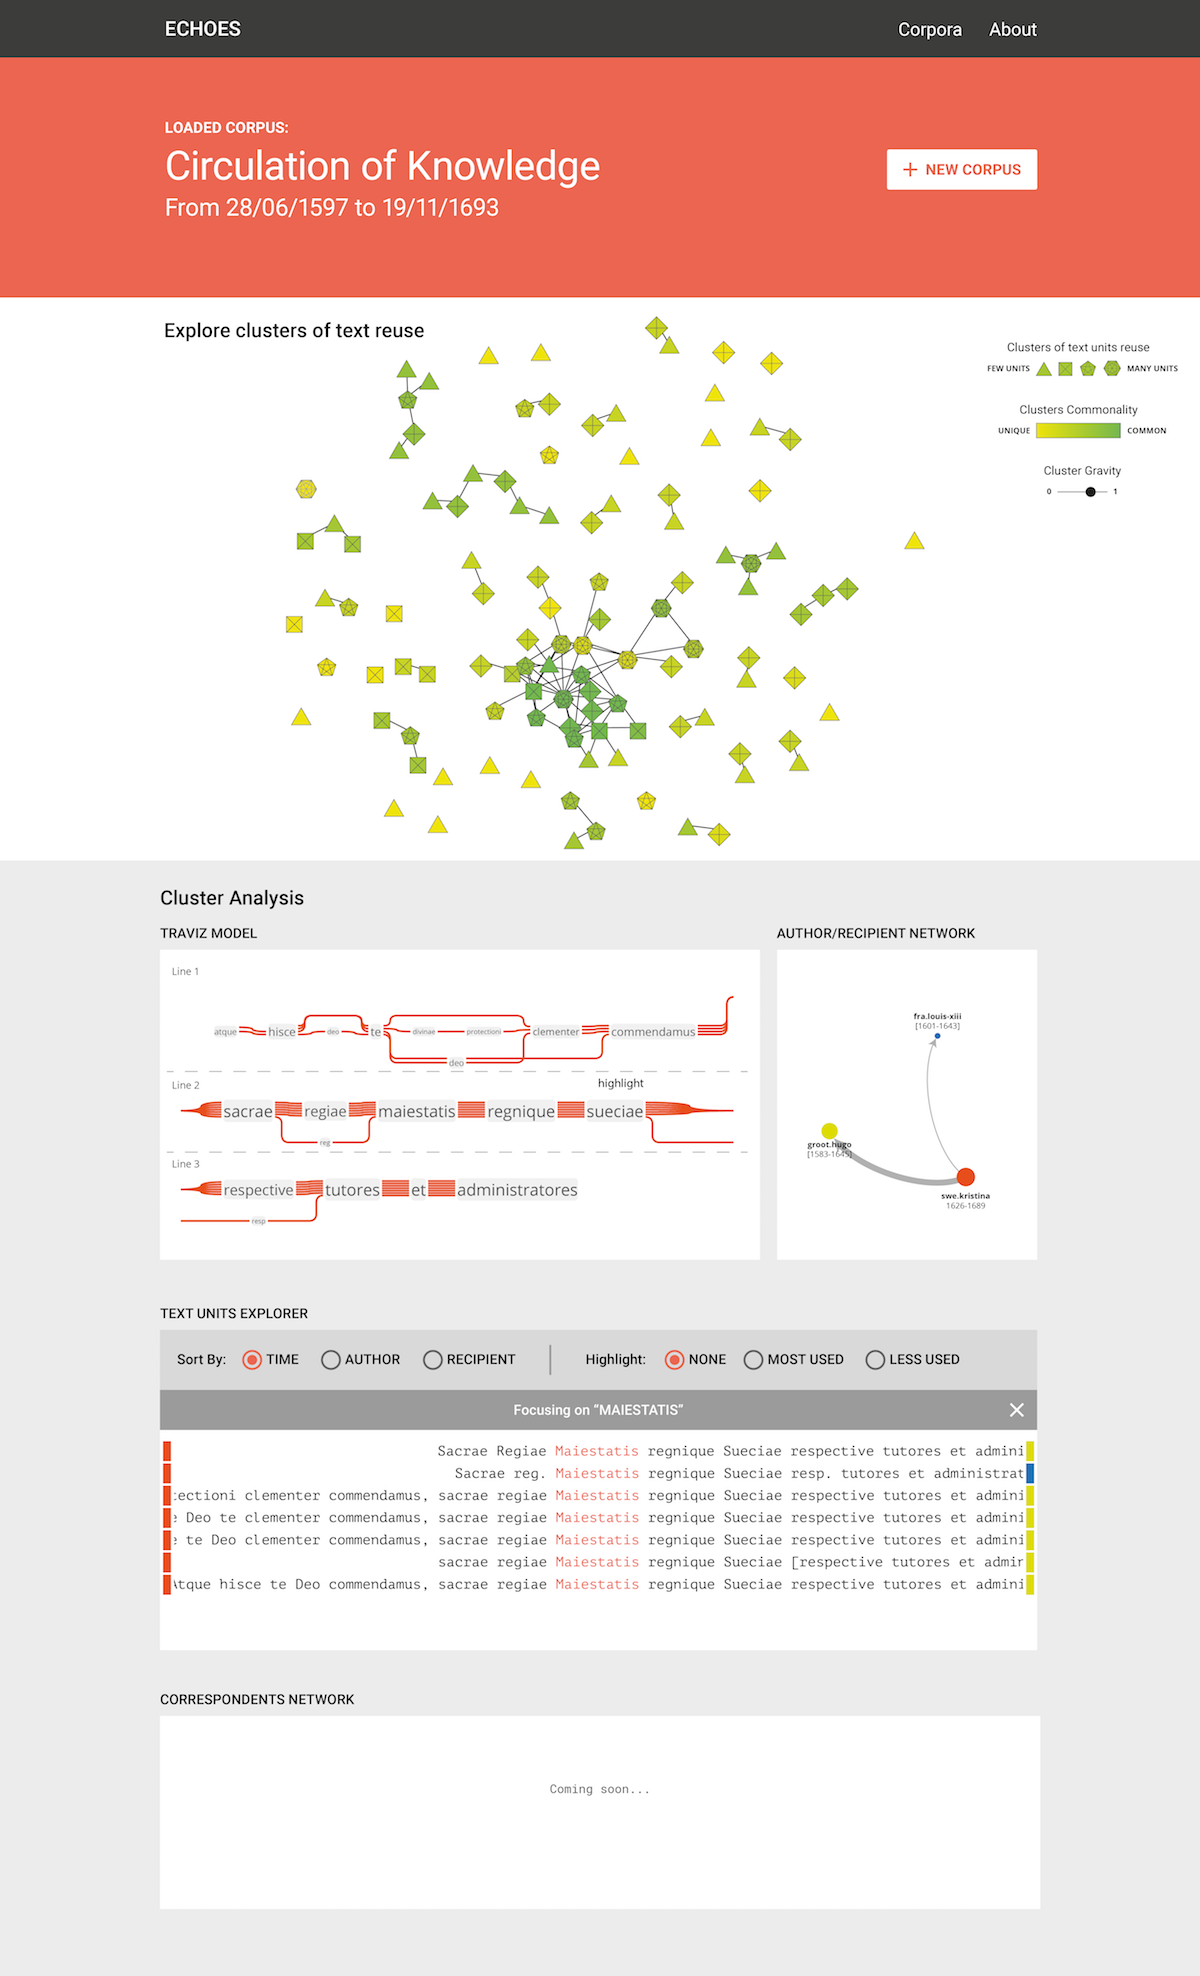 ECHOES
Corpora About
LOADED CORPUS:
Circulation of Knowledge
+ NEW CORPUS
From 28/06/1597 to 19/11/1693
Explore clusters of text reuse
Clusters of text units reuse
FEW UNITS MANY UNITS
Clusters Commonality
UNIQUE COMMON
Cluster Gravity
0 1
Cluster Analysis
TRAVIZ MODEL
Line 1
atque hisce deo te divinae protectioni clementer commendamus
deo
highlight
Line 2
sacrae regiae maiestatis regnique sueciae
reg
Line 3
respective tutores et administratores
resp
AUTHOR/RECIPIENT NETWORK
fra.louis-xiii
[1601-1643]
groot.hugo
[1583-1645]
swe.kristina
1626-1689
TEXT UNITS EXPLORER
Sort By: TIME AUTHOR RECIPIENT Highlight: NONE MOST USED LESS USED
Focusing on “MAIESTATIS”
Sacrae Regiae Maiestatis regnique Sueciae respective tutores et admini
Sacrae reg. Maiestatis regnique Sueciae resp. tutores et administrat
tectioni clementer commendamus, sacrae regiae Maiestatis regnique Sueciae respective tutores et admini
e Deo te clementer commendamus, sacrae regiae Maiestatis regnique Sueciae respective tutores et admini
e te Deo clementer commendamus, sacrae regiae Maiestatis regnique Sueciae respective tutores et admini
sacrae regiae Maiestatis regnique Sueciae [respective tutores et admin
Atque hisce te Deo commendamus, sacrae regiae Maiestatis regnique Sueciae respective tutores et admini
CORRESPONDENTS NETWORK
Coming soon...